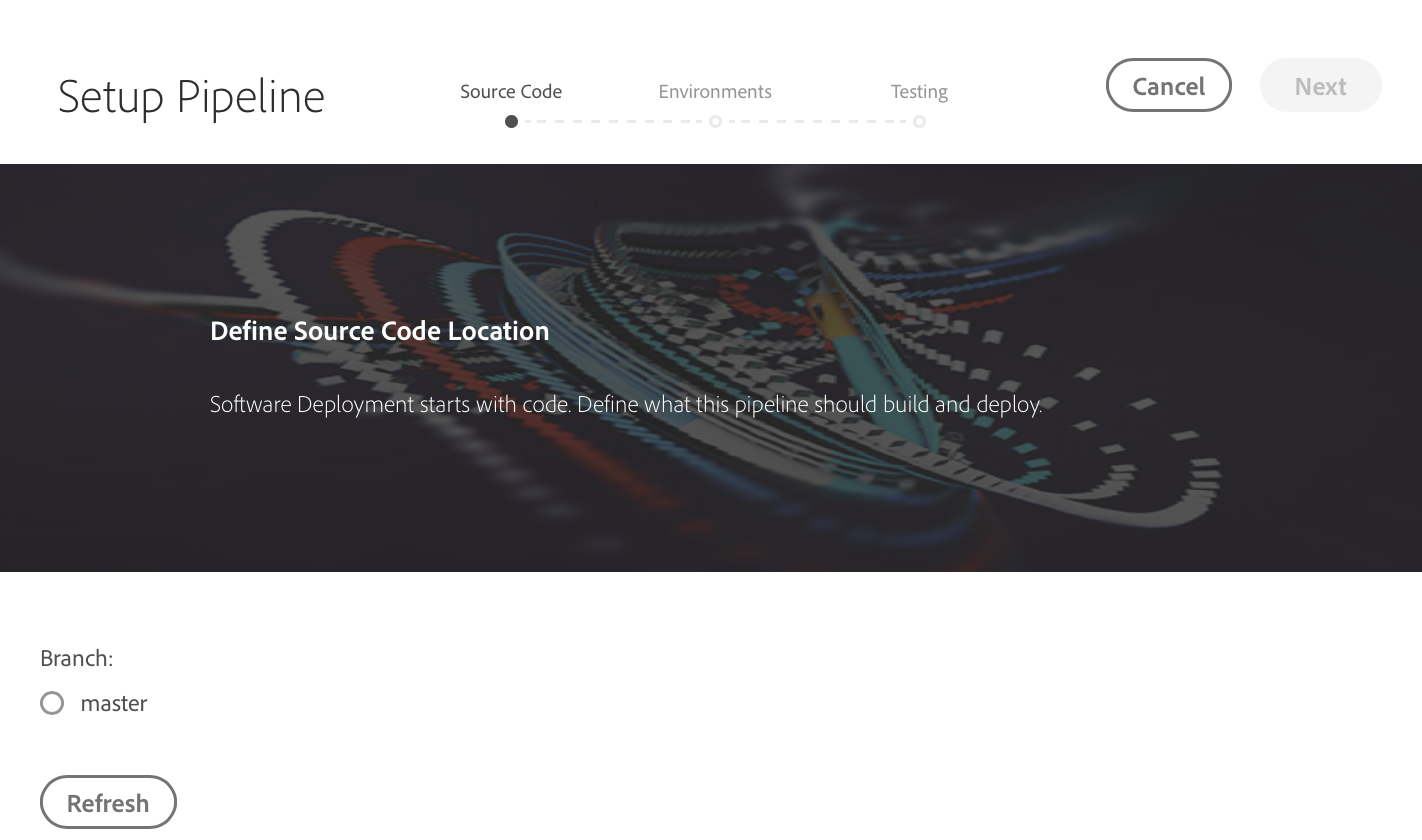 Setup Pipeline
Source Code
Environments
Testing
Cancel
Next
Define Source Code Location
Software Deployment starts with code. Define what this pipeline should build and deploy.
Branch:
master
Refresh